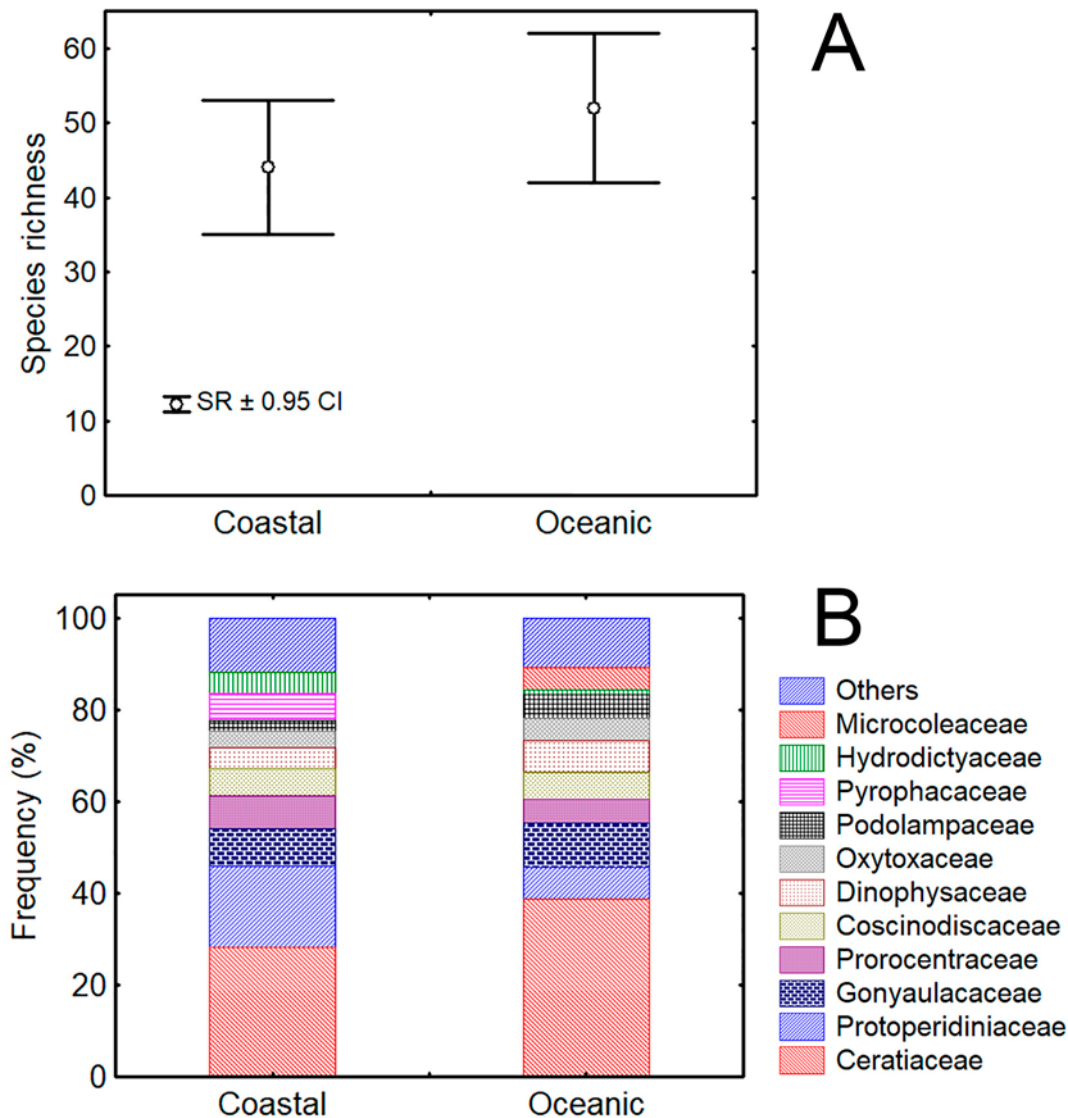 A
60
50
40
30
20
10
0
Species richness
SR ± 0.95 CI
Coastal Oceanic
B
100
80
60
40
20
0
Frequency (%)
Others
Microcoleaceae
Hydrodictyaceae
Pyrophacaceae
Podolampaceae
Oxytoxaceae
Dinophysaceae
Coscinodiscaceae
Prorocentraceae
Gonyaulacaceae
Protoperidiniaceae
Ceratiaceae
Coastal Oceanic